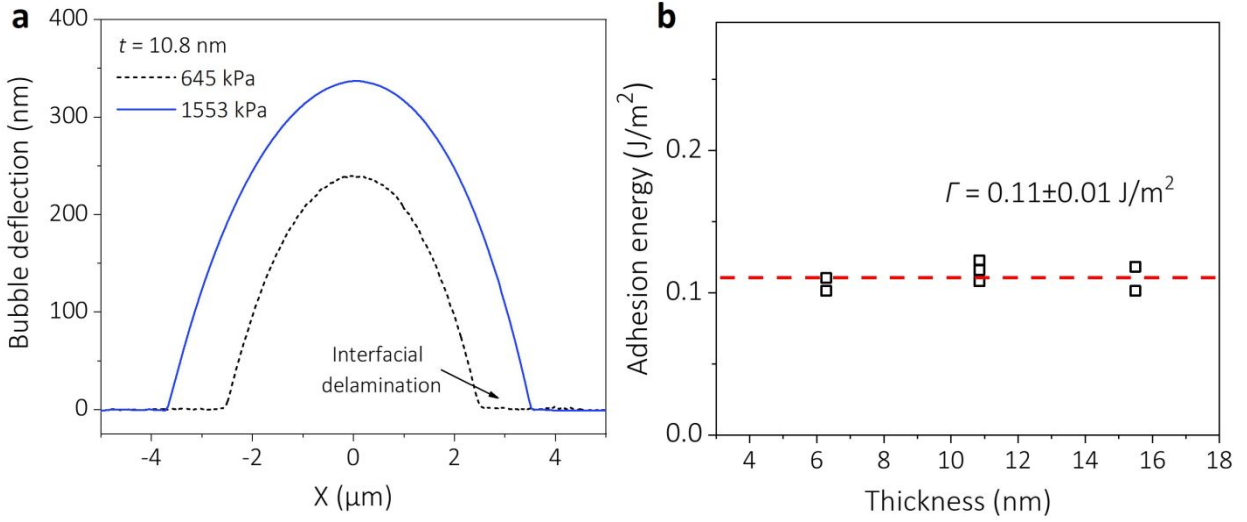 a
t = 10.8 nm
645 kPa
1553 kPa
Interfacial
delamination
Bubble deflection (nm)
400
300
200
100
0
-4
-2
0
2
4
X (μm)
b
Γ = 0.11±0.01 J/m²
Adhesion energy (J/m²)
0.2
0.1
0.0
4
6
8
10
12
14
16
18
Thickness (nm)